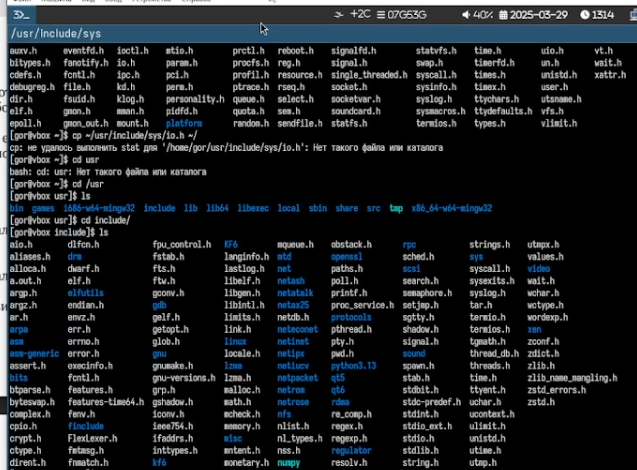 +2C 07G53G 40% 2025-03-29 13:14
/usr/include/sys
auxv.h eventfd.h ioctl.h mtio.h prctl.h reboot.h signalfd.h statvfs.h time.h uio.h vt.h
bitypes.h fanotify.h io.h param.h procfs.h reg.h signal.h swap.h timerfd.h un.h wait.h
cdefs.h fcntl.h ipc.h pci.h profil.h resource.h single_threaded.h syscall.h times.h unistd.h xattr.h
debugreg.h file.h kd.h perm.h ptrace.h rseq.h socket.h sysinfo.h timex.h user.h
dir.h fsuid.h klog.h personality.h queue.h select.h socketvar.h syslog.h ttychars.h utsname.h
elf.h gmon.h mman.h pidfd.h quota.h sem.h soundcard.h sysmacros.h ttydefaults.h vfs.h
epoll.h gmon_out.h mount.h platform random.h sendfile.h statfs.h termios.h types.h vlimit.h
[gor@vbox ~]$ cp ~/usr/include/sys/io.h ~/
cp: не удалось выполнить stat для '/home/gor/usr/include/sys/io.h': Нет такого файла или каталога
[gor@vbox ~]$ cd usr
bash: cd: usr: Нет такого файла или каталога
[gor@vbox ~]$ cd /usr
[gor@vbox usr]$ ls
bin games i686-w64-mingw32 include lib lib64 libexec local sbin share src tmp x86_64-w64-mingw32
[gor@vbox usr]$ cd include/
[gor@vbox include]$ ls
aio.h dlfcn.h fpu_control.h KF6 mqueue.h obstack.h rpc strings.h utmpx.h
aliases.h drm fstab.h langinfo.h mtd openssl sched.h sys values.h
alloca.h dwarf.h fts.h lastlog.h net paths.h scsi syscall.h video
a.out.h elf.h ftw.h libelf.h netash poll.h search.h sysexits.h wait.h
argp.h elfutils gconv.h libgen.h netatalk printf.h semaphore.h syslog.h wchar.h
argz.h endian.h gdb libintl.h netax25 proc_service.h setjmp.h tar.h wctype.h
ar.h envz.h gelf.h limits.h netdb.h protocols sgtty.h termio.h wordexp.h
arpa err.h getopt.h link.h neteconet pthread.h shadow.h termios.h xen
asm errno.h glob.h linux netinet pty.h signal.h tgmath.h zconf.h
asm-generic error.h gnu locale.h netipx pwd.h sound thread_db.h zdict.h
assert.h execinfo.h gnumake.h lzma netiucv python3.13 spawn.h threads.h zlib.h
bits fcntl.h gnu-versions.h lzma.h netpacket qt5 stab.h time.h zlib_name_mangling.h
btparse.h features.h grp.h malloc.h netrom qt6 stdbit.h ttyent.h zstd_errors.h
byteswap.h features-time64.h gshadow.h math.h netrose rdma stdc-predef.h uchar.h zstd.h
complex.h fenv.h iconv.h mcheck.h nfs re_comp.h stdint.h ucontext.h
cpio.h finclude ieee754.h memory.h nlist.h regex.h stdio_ext.h ulimit.h
crypt.h FlexLexer.h ifaddrs.h misc nl_types.h regexp.h stdio.h unistd.h
ctype.h fmtmsg.h inttypes.h mntent.h nss.h regulator stdlib.h utime.h
dirent.h fnmatch.h kf6 monetary.h numpy resolv.h string.h utmp.h